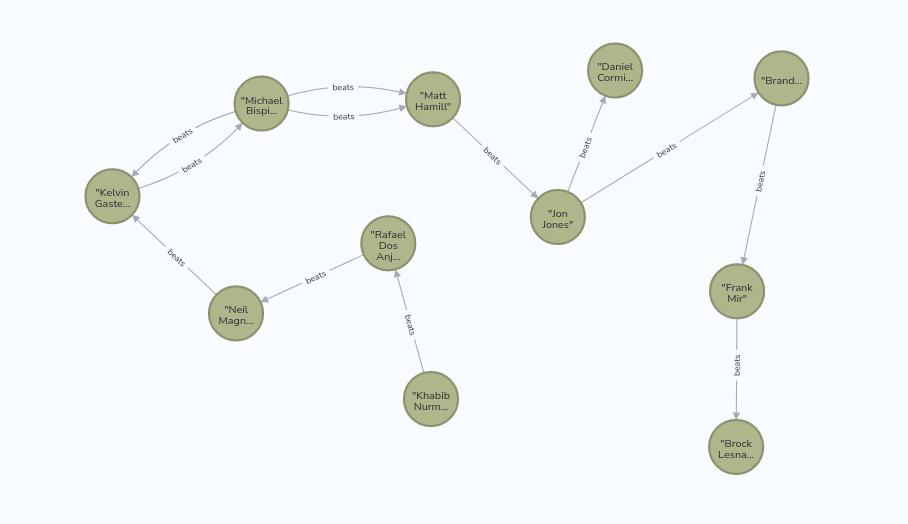 "Daniel
Cormi...
"Brand...
"Michael
Bispi...
beats
"Matt
Hamill"
beats
beats
beats
beats
beats
beats
beats
"Kelvin
Gaste...
"Jon
Jones"
"Rafael
Dos
Anj...
beats
beats
beats
"Frank
Mir"
"Neil
Magn...
beats
beats
"Khabib
Nurm...
"Brock
Lesna...